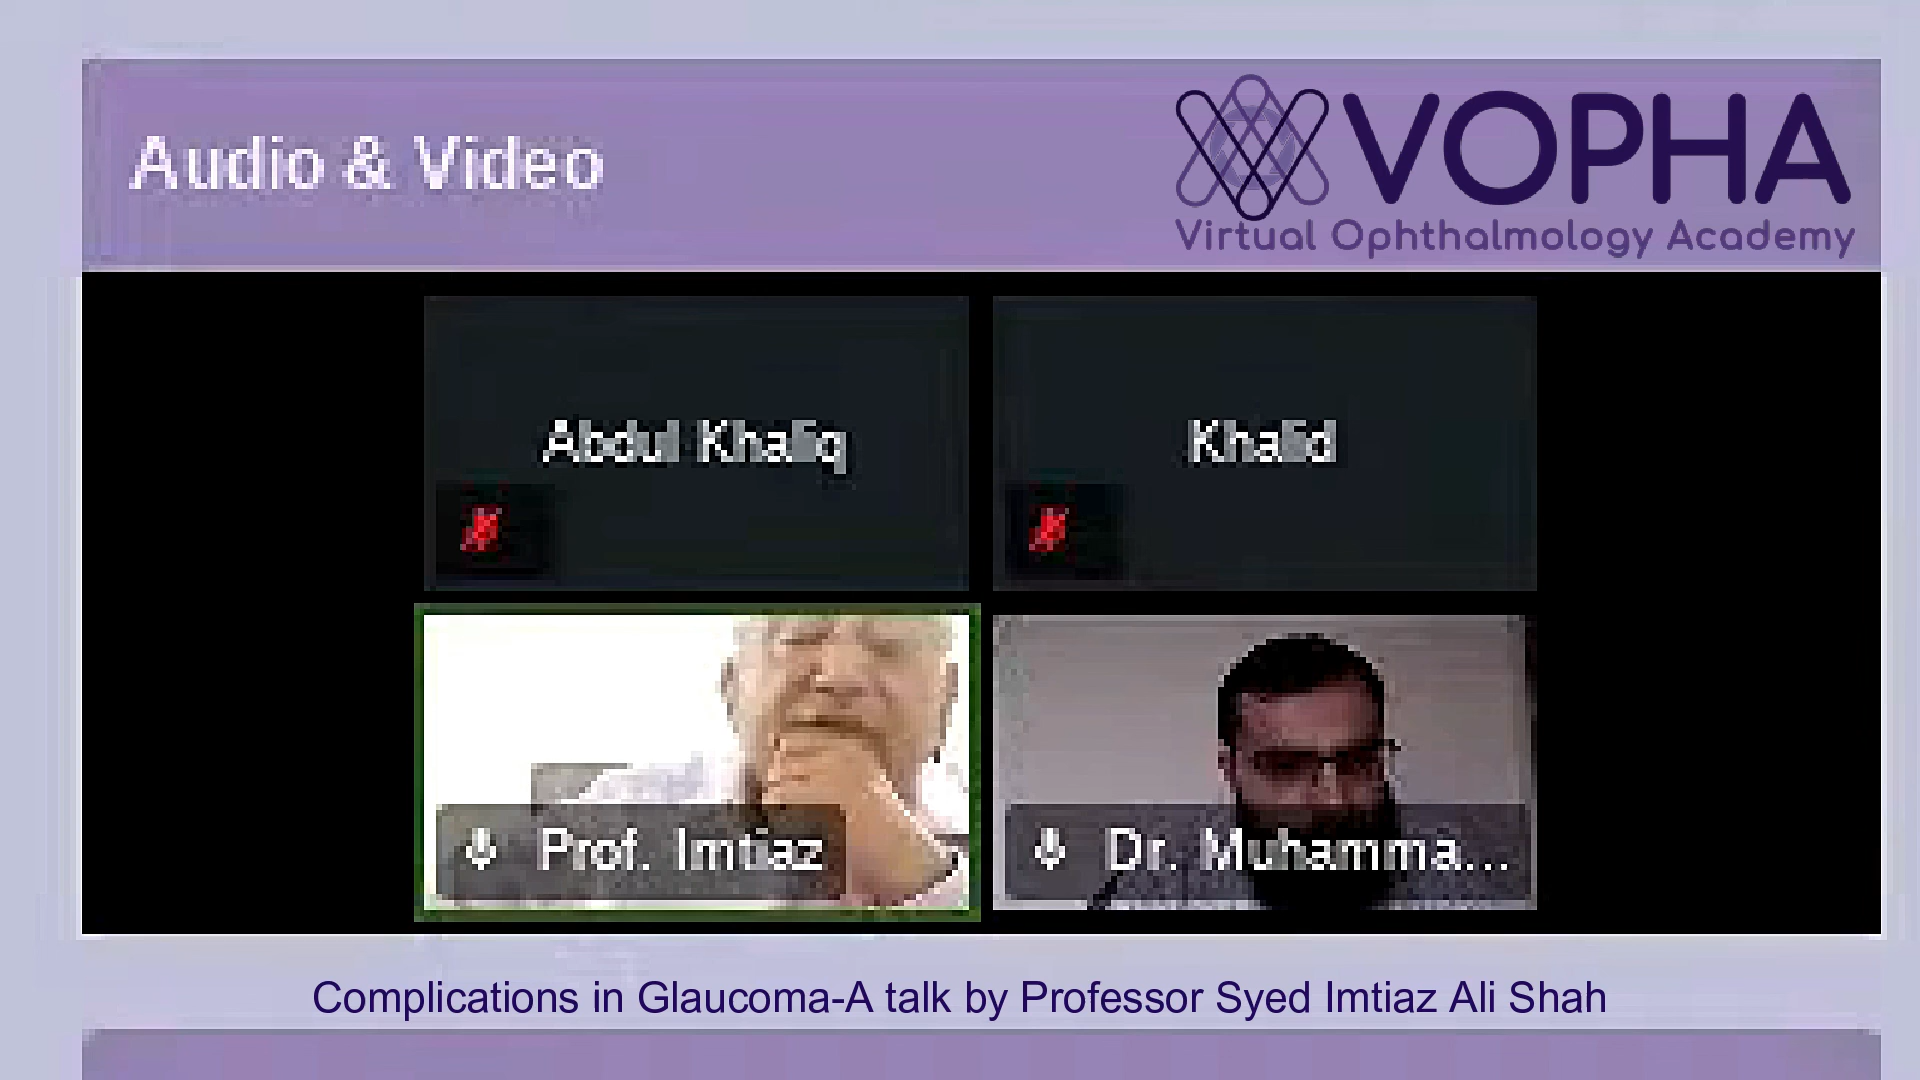 Audio & Video
VOPHA
Virtual Ophthalmology Academy
Abdul Khaliq
Khalid
Prof. Imtiaz
Dr. Muhamma...
Complications in Glaucoma-A talk by Professor Syed Imtiaz Ali Shah